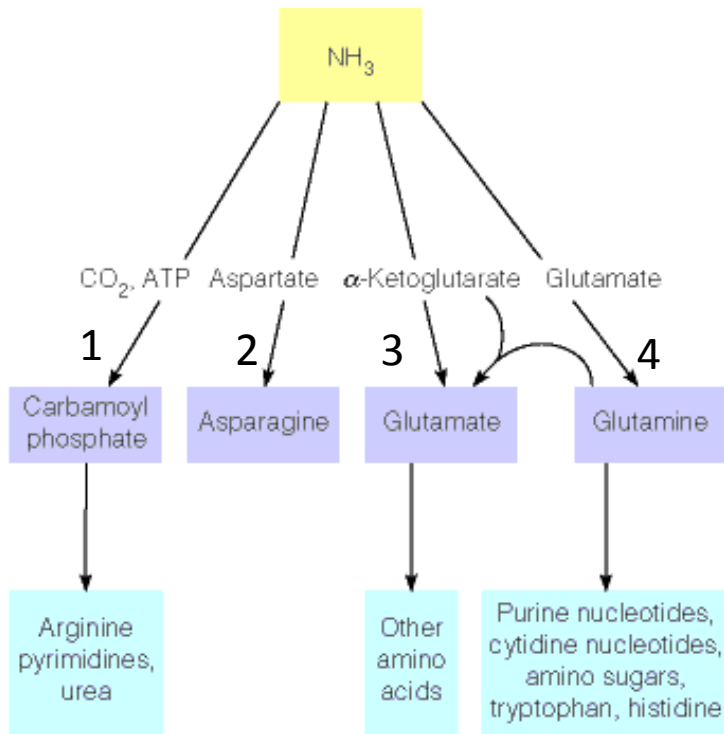 NH₃
CO₂, ATP Aspartate α-Ketoglutarate Glutamate
1 2 3 4
Carbamoyl
phosphate
Asparagine
Glutamate
Glutamine
Arginine
pyrimidines,
urea
Other
amino
acids
Purine nucleotides,
cytidine nucleotides,
amino sugars,
tryptophan, histidine